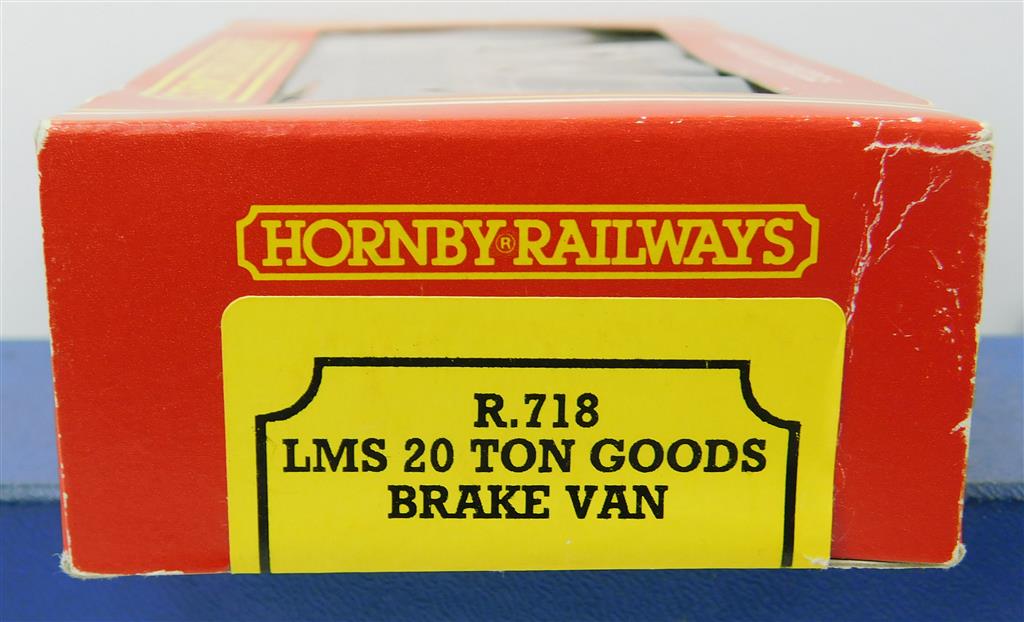 HORNBY® RAILWAYS
R.718
LMS 20 TON GOODS
BRAKE VAN